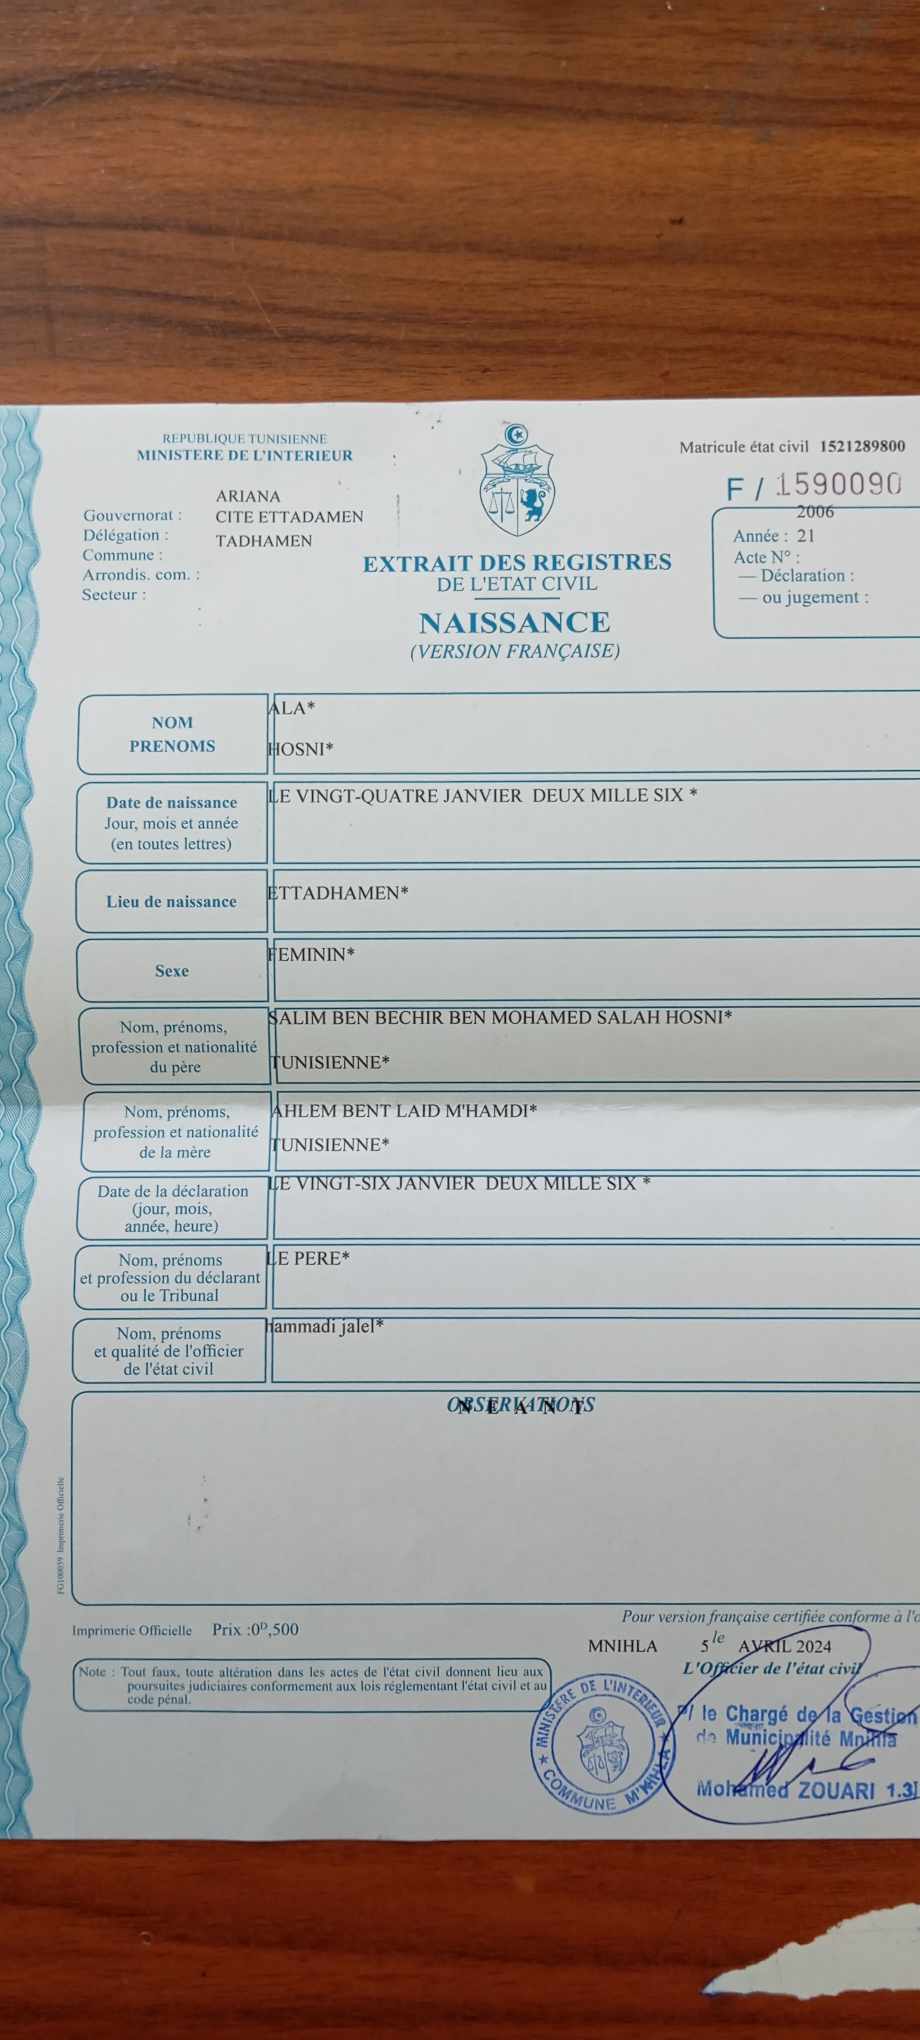 REPUBLIQUE TUNISIENNE
MINISTERE DE L'INTERIEUR
Matricule état civil 1521289800
F / 1590090
ARIANA
Gouvernorat : CITE ETTADAMEN
Délégation : TADHAMEN
Commune :
Arrondis. com. :
Secteur :
EXTRAIT DES REGISTRES
DE L'ETAT CIVIL
NAISSANCE
(VERSION FRANÇAISE)
2006
Année : 21
Acte N° :
— Déclaration :
— ou jugement :
NOM
PRENOMS
ALA*
HOSNI*
Date de naissance
Jour, mois et année
(en toutes lettres)
LE VINGT-QUATRE JANVIER DEUX MILLE SIX *
Lieu de naissance
ETTADHAMEN*
Sexe
FEMININ*
Nom, prénoms,
profession et nationalité
du père
SALIM BEN BECHIR BEN MOHAMED SALAH HOSNI*
TUNISIENNE*
Nom, prénoms,
profession et nationalité
de la mère
AHLEM BENT LAID M'HAMDI*
TUNISIENNE*
Date de la déclaration
(jour, mois,
année, heure)
LE VINGT-SIX JANVIER DEUX MILLE SIX *
Nom, prénoms
et profession du déclarant
ou le Tribunal
LE PERE*
Nom, prénoms
et qualité de l'officier
de l'état civil
hammadi jalel*
OBSERVATIONS
N E A N T
FG100039 Imprimerie Officielle
Imprimerie Officielle Prix :0ᴰ,500
Note : Tout faux, toute altération dans les actes de l'état civil donnent lieu aux
poursuites judiciaires conformement aux lois réglementant l'état civil et au
code pénal.
Pour version française certifiée conforme à l'o
MNIHLA 5 le AVRIL 2024
L'Officier de l'état civil
MINISTÈRE DE L'INTERIEUR
COMMUNE M'NIHLA
P/ le Chargé de la Gestion
de Municipalité Mnihla
Mohamed ZOUARI 1.3